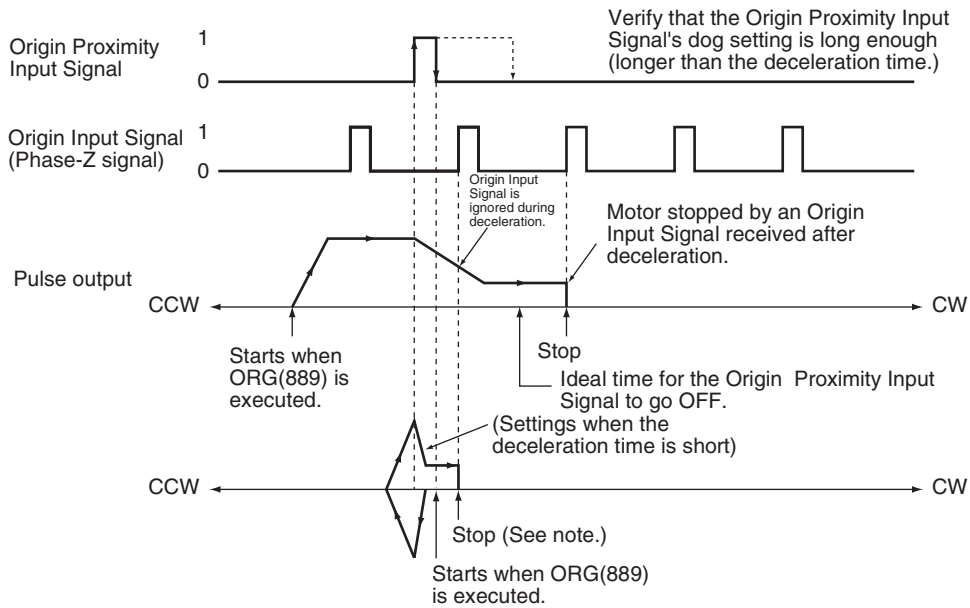 Verify that the Origin Proximity Input
Signal's dog setting is long enough
(longer than the deceleration time.)
Origin Proximity
Input Signal
1
0
Origin Input Signal
(Phase-Z signal)
1
0
Origin Input
Signal is
ignored during
deceleration.
Motor stopped by an Origin
Input Signal received after
deceleration.
Pulse output
CCW
CW
Starts when
ORG(889) is
executed.
Stop
Ideal time for the Origin Proximity Input
Signal to go OFF.
(Settings when the
deceleration time is short)
CCW
CW
Stop (See note.)
Starts when ORG(889)
is executed.